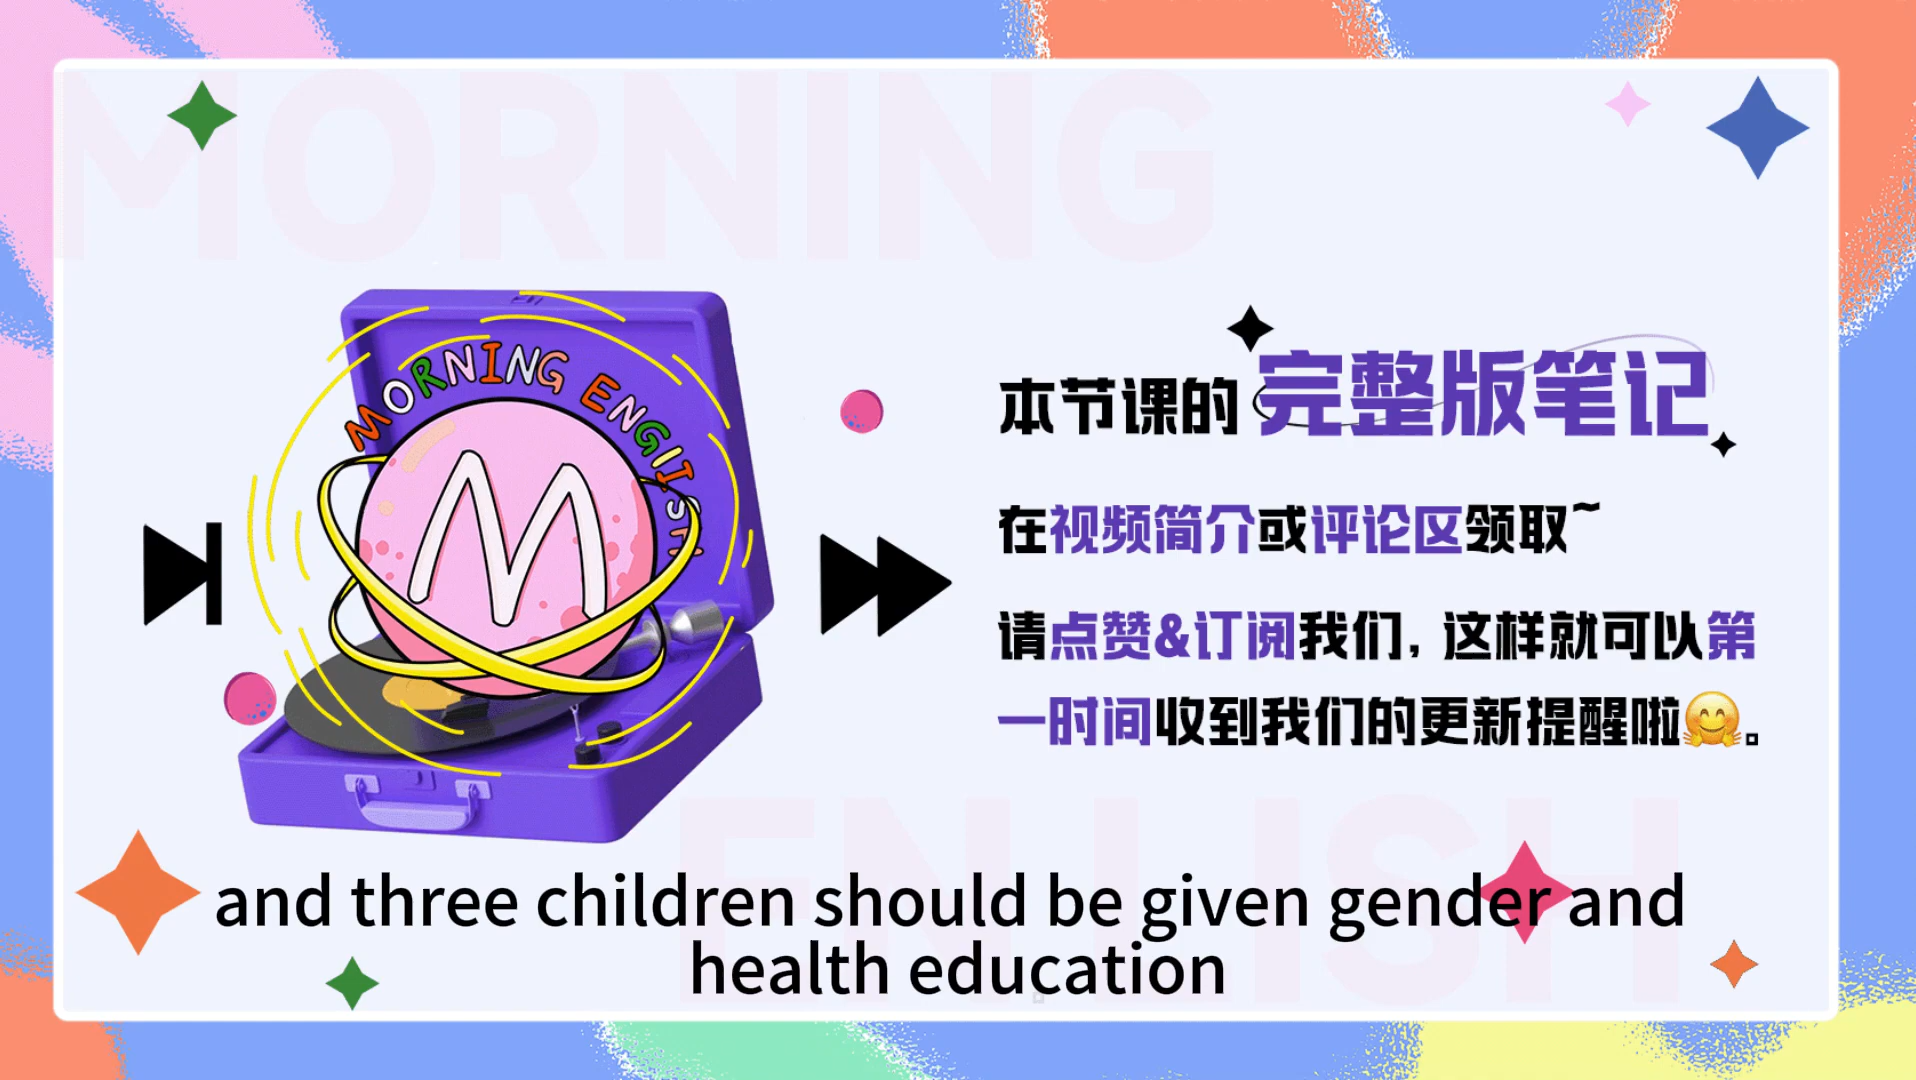 MORNING
MORNING ENGLISH
M
本节课的完整版笔记
在视频简介或评论区领取~
请点赞&订阅我们，这样就可以第
一时间收到我们的更新提醒啦🤗。
and three children should be given gender and
health education